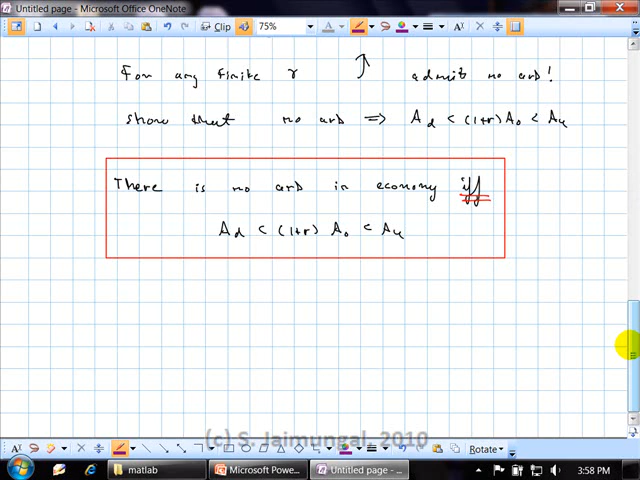 Untitled page - Microsoft Office OneNote
Clip 75%
For any finite r ↑ admit no arb!
show that no arb ⇒ Ad < (1+r) A0 < Au
There is no arb in economy iff
Ad < (1+r) A0 < Au
(c) S. Jaimungal, 2010
Rotate
matlab Microsoft Powe... Untitled page - ... 3:58 PM